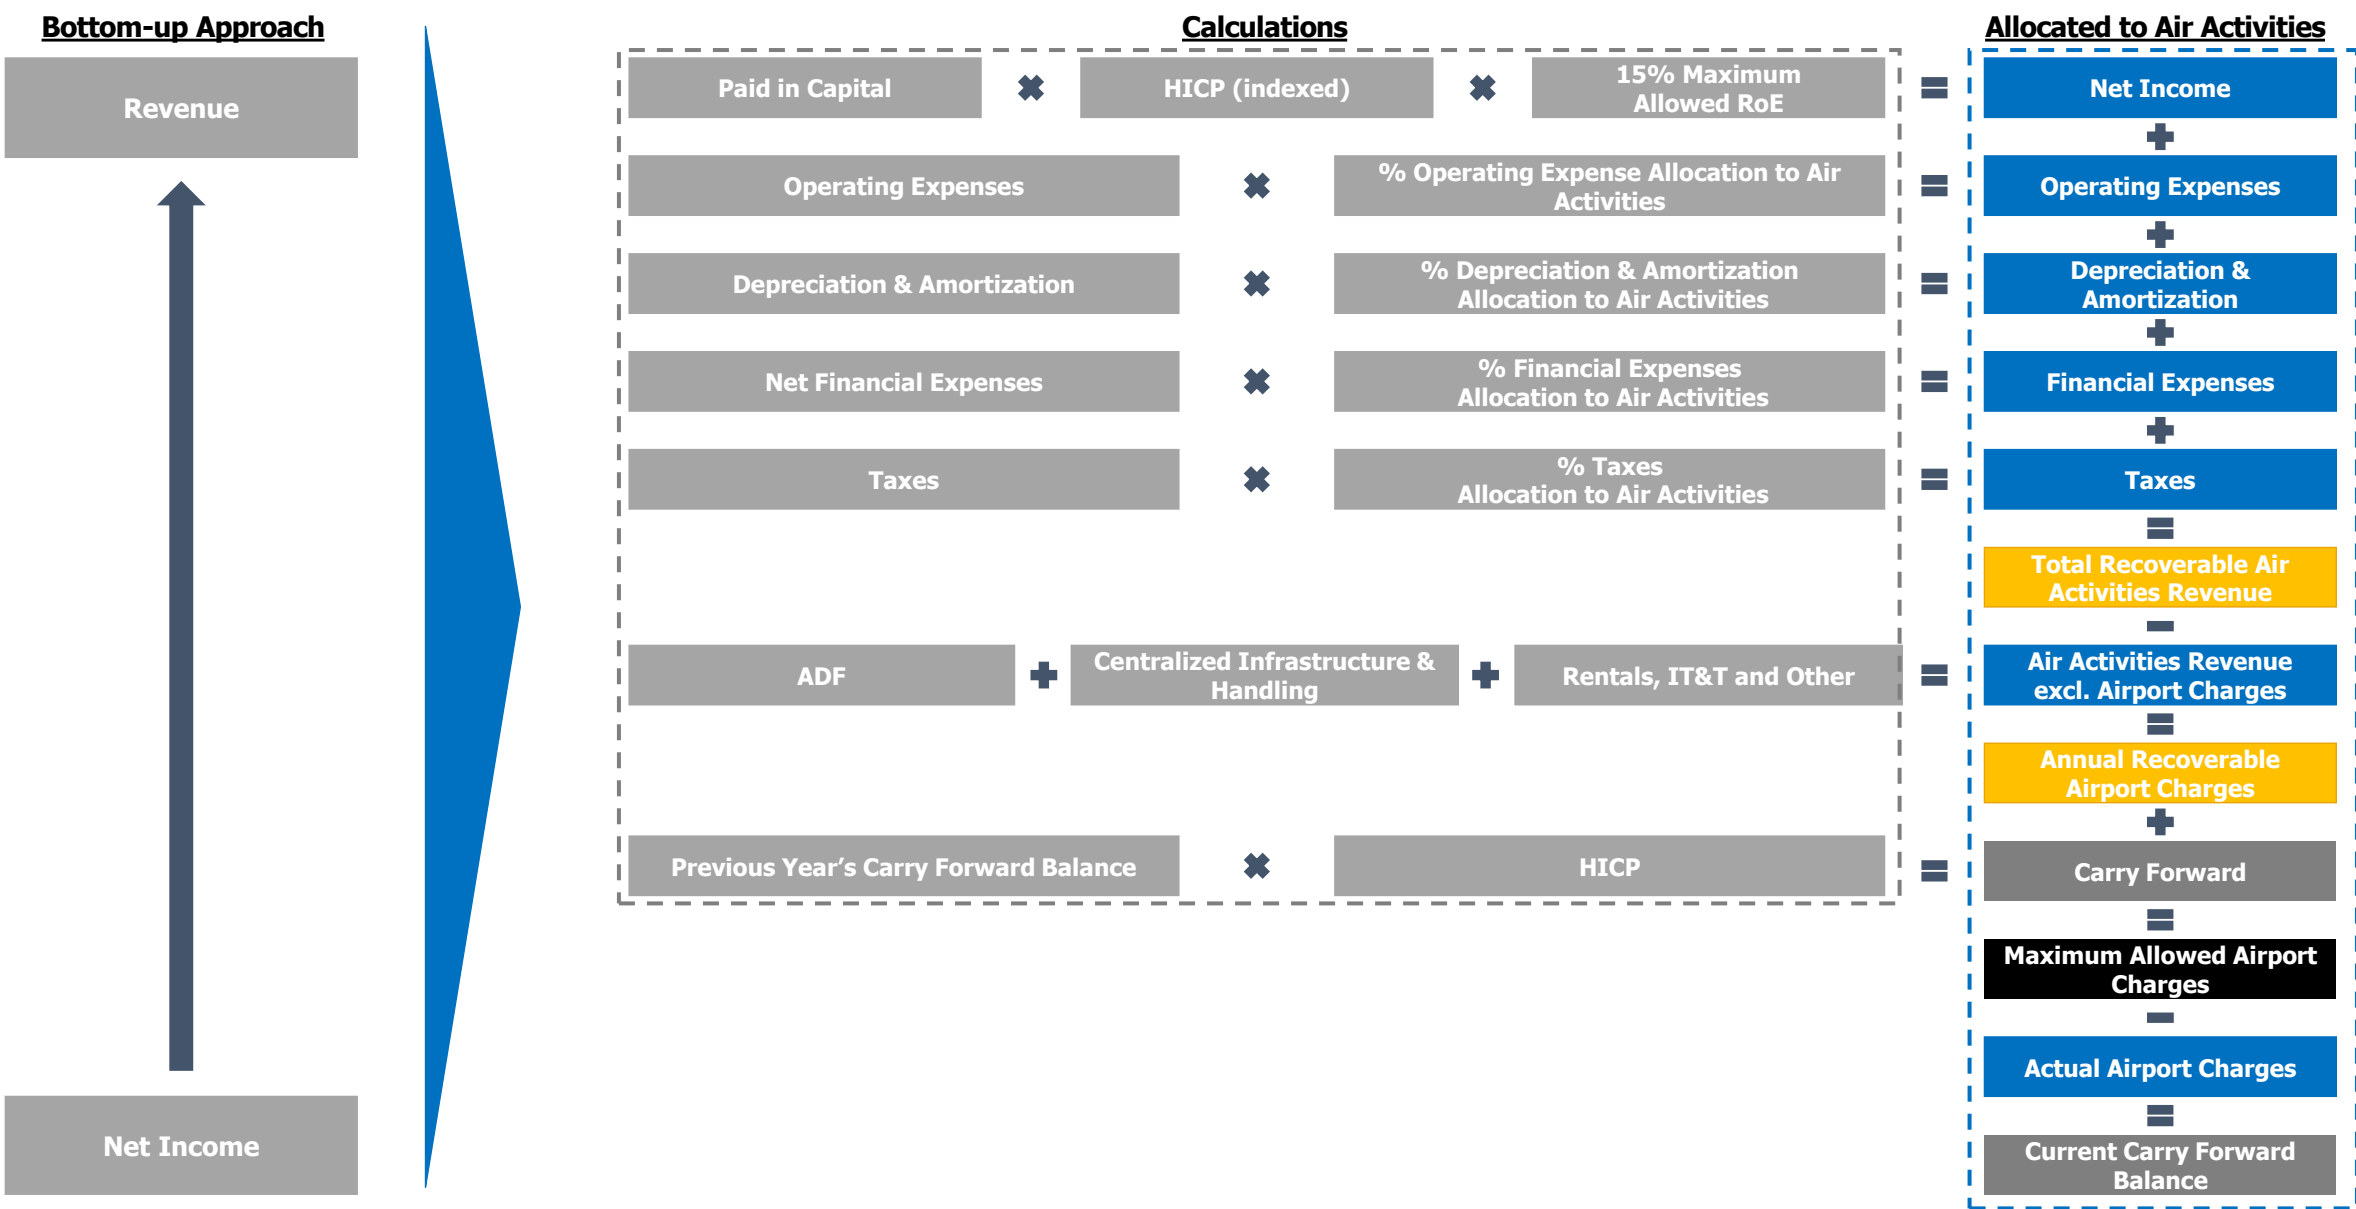 Bottom-up Approach
Calculations
Allocated to Air Activities
Revenue
Net Income
Paid in Capital
HICP (indexed)
15% Maximum
Allowed RoE
Net Income
Operating Expenses
% Operating Expense Allocation to Air
Activities
Operating Expenses
Depreciation & Amortization
% Depreciation & Amortization
Allocation to Air Activities
Depreciation &
Amortization
Net Financial Expenses
% Financial Expenses
Allocation to Air Activities
Financial Expenses
Taxes
% Taxes
Allocation to Air Activities
Taxes
Total Recoverable Air
Activities Revenue
ADF
Centralized Infrastructure &
Handling
Rentals, IT&T and Other
Air Activities Revenue
excl. Airport Charges
Annual Recoverable
Airport Charges
Previous Year’s Carry Forward Balance
HICP
Carry Forward
Maximum Allowed Airport
Charges
Actual Airport Charges
Current Carry Forward
Balance